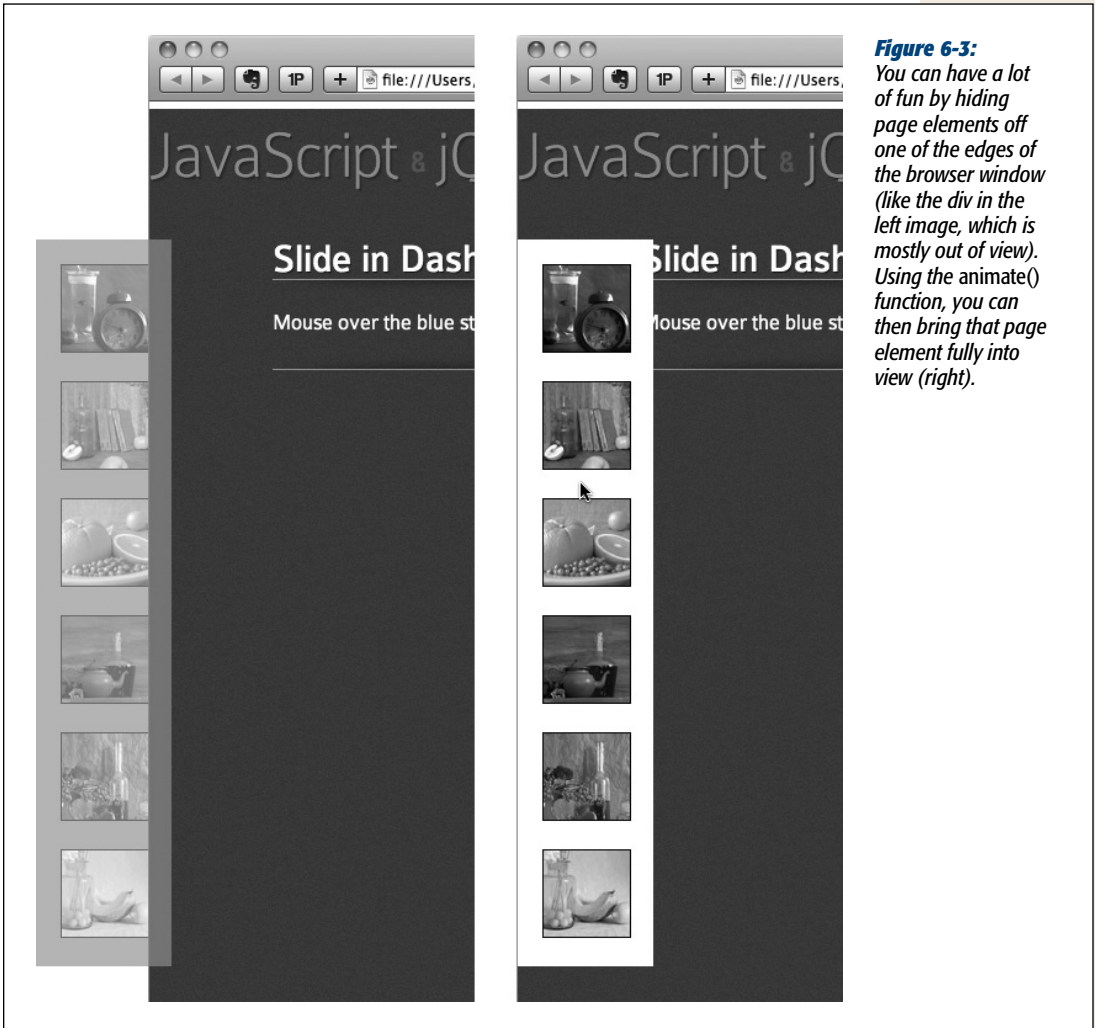 1P
+
file:///Users,
JavaScript & jQ
Slide in Dash
Mouse over the blue st
1P
+
file:///Users,
JavaScript & jQ
Slide in Dash
Mouse over the blue st
Figure 6-3:
You can have a lot
of fun by hiding
page elements off
one of the edges of
the browser window
(like the div in the
left image, which is
mostly out of view).
Using the animate()
function, you can
then bring that page
element fully into
view (right).